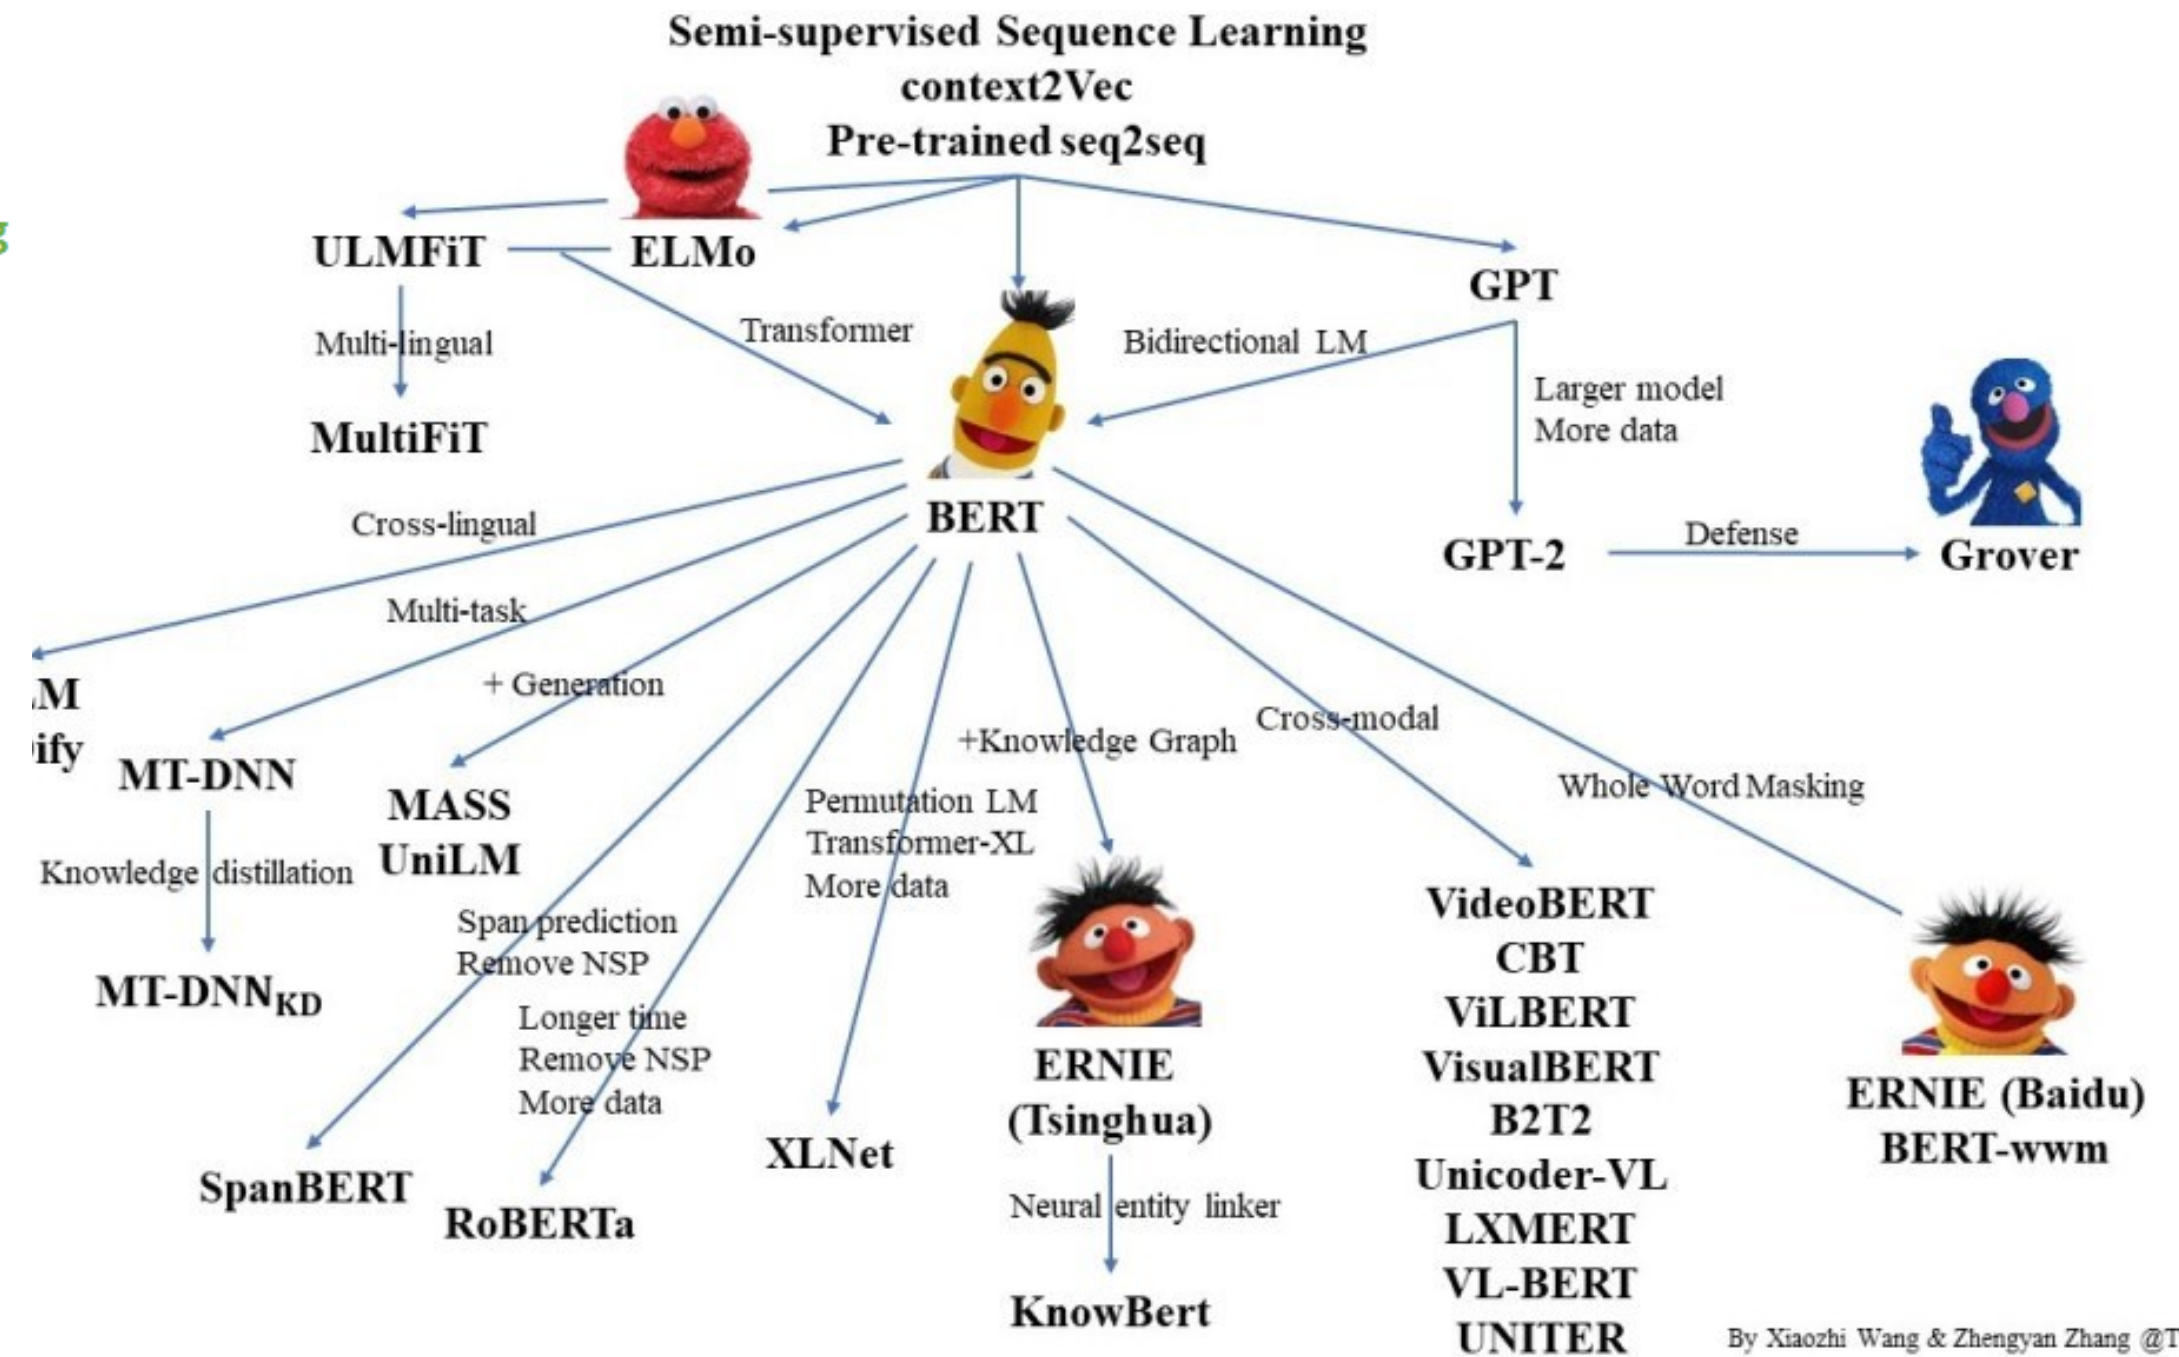 Semi-supervised Sequence Learning
context2Vec
Pre-trained seq2seq
ULMFiT
ELMo
GPT
Multi-lingual
Transformer
Bidirectional LM
Larger model
More data
MultiFiT
Cross-lingual
BERT
GPT-2
Defense
Grover
Multi-task
+ Generation
+Knowledge Graph
Cross-modal
Whole Word Masking
MT-DNN
MASS
UniLM
Permutation LM
Transformer-XL
More data
Knowledge distillation
MT-DNNKD
Span prediction
Remove NSP
Longer time
Remove NSP
More data
SpanBERT
RoBERTa
XLNet
ERNIE
(Tsinghua)
Neural entity linker
KnowBert
VideoBERT
CBT
ViLBERT
VisualBERT
B2T2
Unicoder-VL
LXMERT
VL-BERT
UNITER
ERNIE (Baidu)
BERT-wwm
By Xiaozhi Wang & Zhengyan Zhang